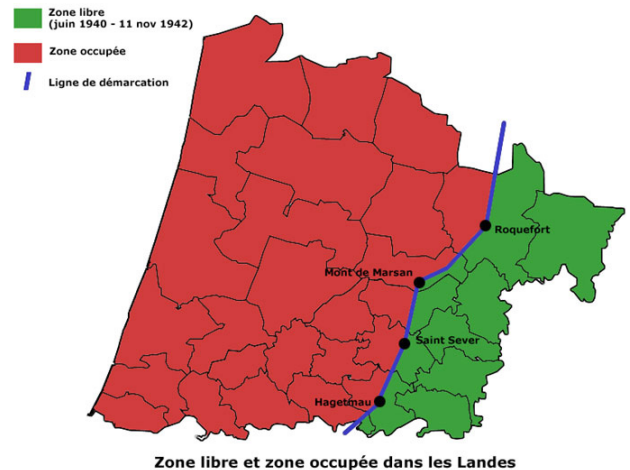 Zone libre
(juin 1940 - 11 nov 1942)
Zone occupée
Ligne de démarcation
Roquefort
Mont de Marsan
Saint Sever
Hagetmau
Zone libre et zone occupée dans les Landes